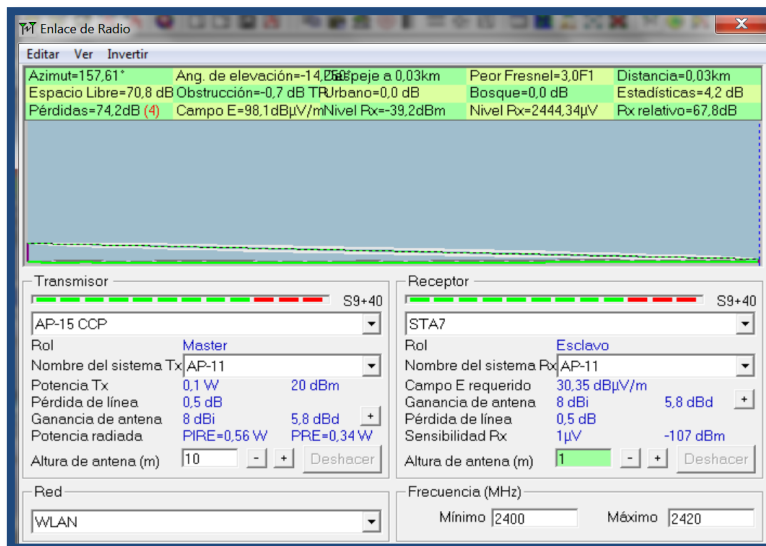 Enlace de Radio
Editar Ver Invertir
Azimut=157,61° Ang. de elevación=-14,250° Despeje a 0,03km Peor Fresnel=3,0F1 Distancia=0,03km
Espacio Libre=70,8 dB Obstrucción=-0,7 dB TR Urbano=0,0 dB Bosque=0,0 dB Estadísticas=4,2 dB
Pérdidas=74,2dB (4) Campo E=98,1dBµV/m Nivel Rx=-39,2dBm Nivel Rx=2444,34µV Rx relativo=67,8dB
Transmisor Receptor
S9+40 S9+40
AP-15 CCP STA7
Rol Master Rol Esclavo
Nombre del sistema Tx AP-11 Nombre del sistema Rx AP-11
Potencia Tx 0,1 W 20 dBm Campo E requerido 30,35 dBµV/m
Pérdida de línea 0,5 dB Ganancia de antena 8 dBi 5,8 dBd +
Ganancia de antena 8 dBi 5,8 dBd + Pérdida de línea 0,5 dB
Potencia radiada PIRE=0,56 W PRE=0,34 W Sensibilidad Rx 1µV -107 dBm
Altura de antena (m) 10 - + Deshacer Altura de antena (m) 1 - + Deshacer
Red Frecuencia (MHz)
WLAN Mínimo 2400 Máximo 2420